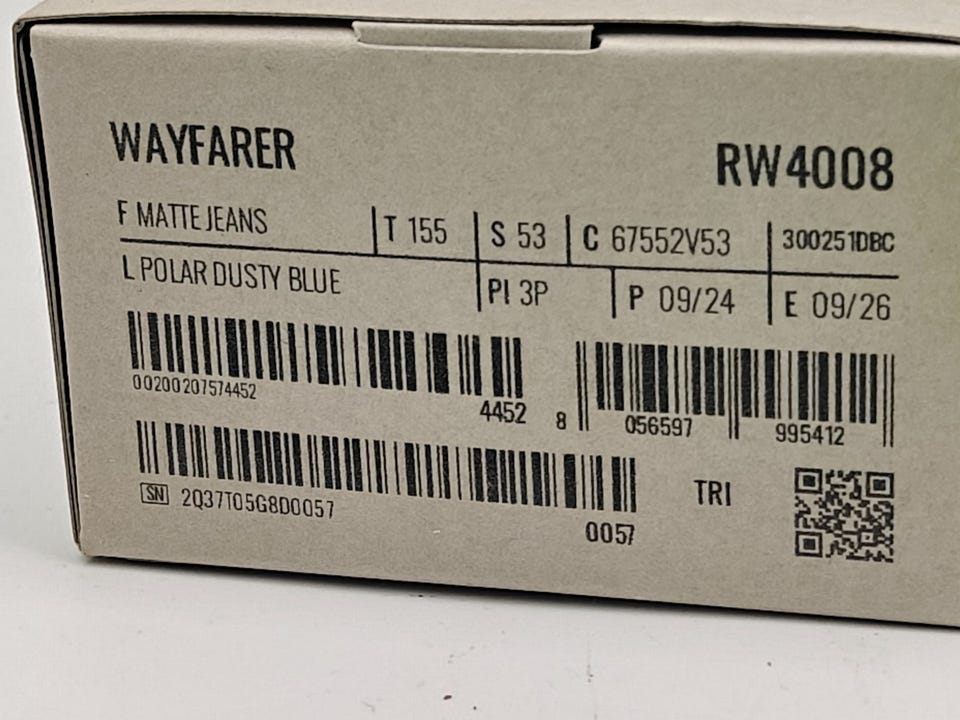 WAYFARER
RW4008
F MATTE JEANS T 155 S 53 C 67552V53 300251DBC
L POLAR DUSTY BLUE PI 3P P 09/24 E 09/26
00200207574452
4452
8 056597 995412
SN 2Q37T05G8D0057
0057
TRI